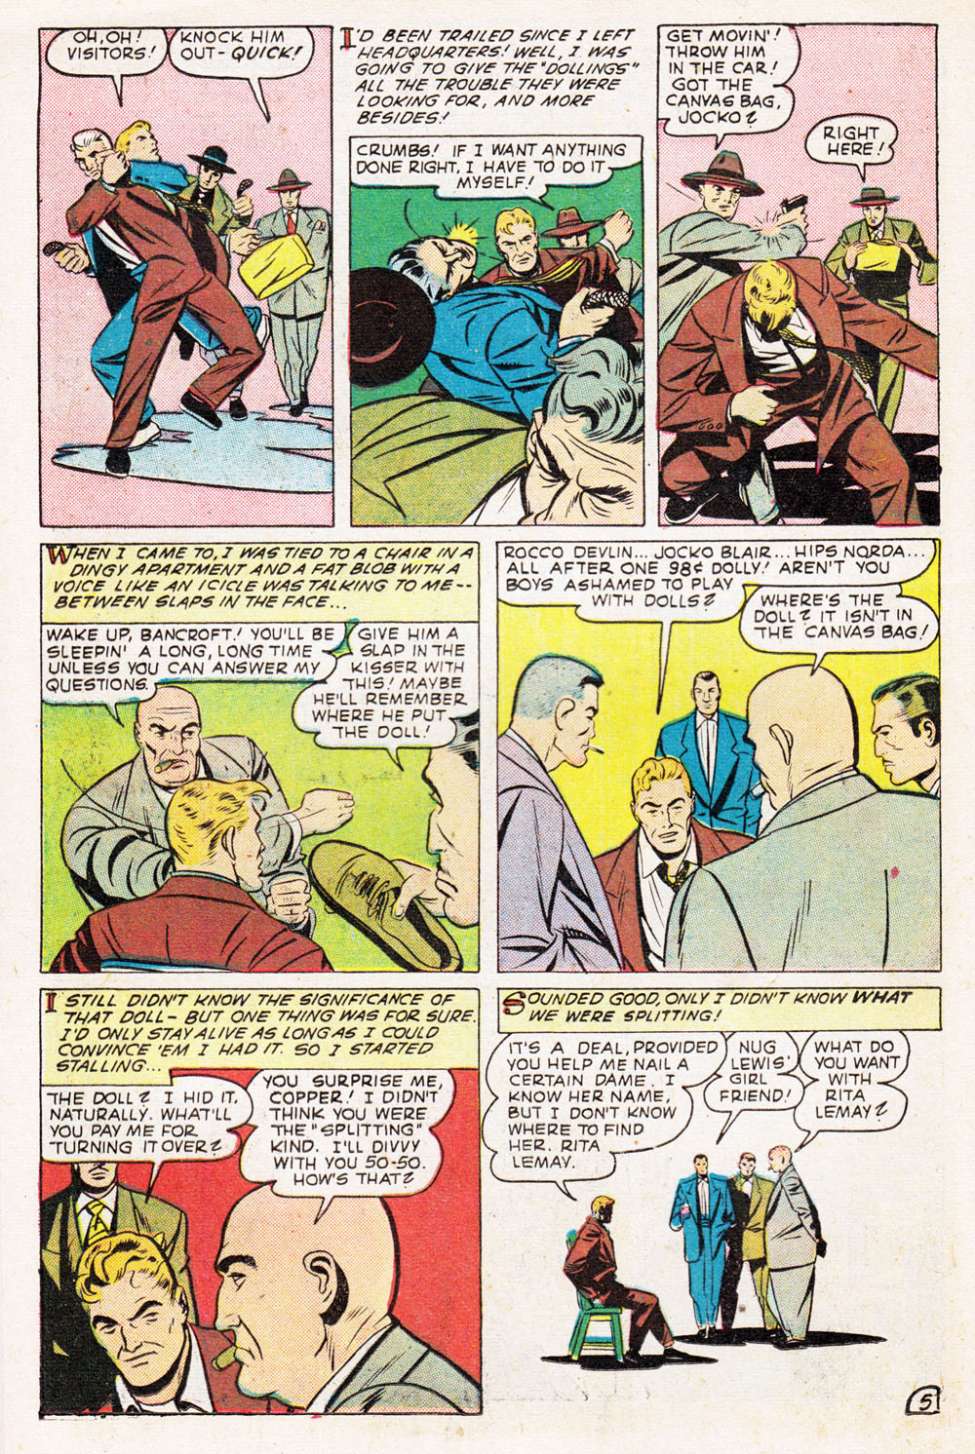 OH, OH!
VISITORS!
KNOCK HIM
OUT- QUICK!
I'D BEEN TRAILED SINCE I LEFT
HEADQUARTERS! WELL, I WAS
GOING TO GIVE THE "DOLLINGS"
ALL THE TROUBLE THEY WERE
LOOKING FOR, AND MORE
BESIDES!
CRUMBS! IF I WANT ANYTHING
DONE RIGHT, I HAVE TO DO IT
MYSELF!
GET MOVIN'!
THROW HIM
IN THE CAR!
GOT THE
CANVAS BAG,
JOCKO?
RIGHT
HERE!
WHEN I CAME TO, I WAS TIED TO A CHAIR IN A
DINGY APARTMENT AND A FAT BLOB WITH A
VOICE LIKE AN ICICLE WAS TALKING TO ME--
BETWEEN SLAPS IN THE FACE...
WAKE UP, BANCROFT! YOU'LL BE
SLEEPIN' A LONG, LONG TIME
UNLESS YOU CAN ANSWER MY
QUESTIONS.
GIVE HIM A
SLAP IN THE
KISSER WITH
THIS! MAYBE
HE'LL REMEMBER
WHERE HE PUT
THE DOLL!
ROCCO DEVLIN... JOCKO BLAIR... HIPS NORDA...
ALL AFTER ONE 98¢ DOLLY! AREN'T YOU
BOYS ASHAMED TO PLAY
WITH DOLLS?
WHERE'S THE
DOLL? IT ISN'T IN
THE CANVAS BAG!
I STILL DIDN'T KNOW THE SIGNIFICANCE OF
THAT DOLL- BUT ONE THING WAS FOR SURE.
I'D ONLY STAY ALIVE AS LONG AS I COULD
CONVINCE 'EM I HAD IT. SO I STARTED
STALLING...
THE DOLL? I HID IT,
NATURALLY. WHAT'LL
YOU PAY ME FOR
TURNING IT OVER?
YOU SURPRISE ME,
COPPER! I DIDN'T
THINK YOU WERE
THE "SPLITTING"
KIND. I'LL DIVVY
WITH YOU 50-50.
HOW'S THAT?
SOUNDED GOOD, ONLY I DIDN'T KNOW WHAT
WE WERE SPLITTING!
IT'S A DEAL, PROVIDED
YOU HELP ME NAIL A
CERTAIN DAME. I
KNOW HER NAME,
BUT I DON'T KNOW
WHERE TO FIND
HER. RITA
LEMAY.
NUG
LEWIS'
GIRL
FRIEND!
WHAT DO
YOU WANT
WITH
RITA
LEMAY?
5